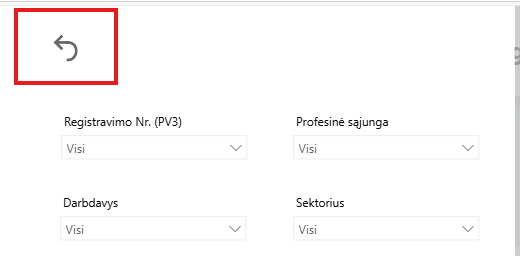 Registravimo Nr. (PV3)
Profesinė sąjunga
Visi
Visi
Darbdavys
Sektorius
Visi
Visi